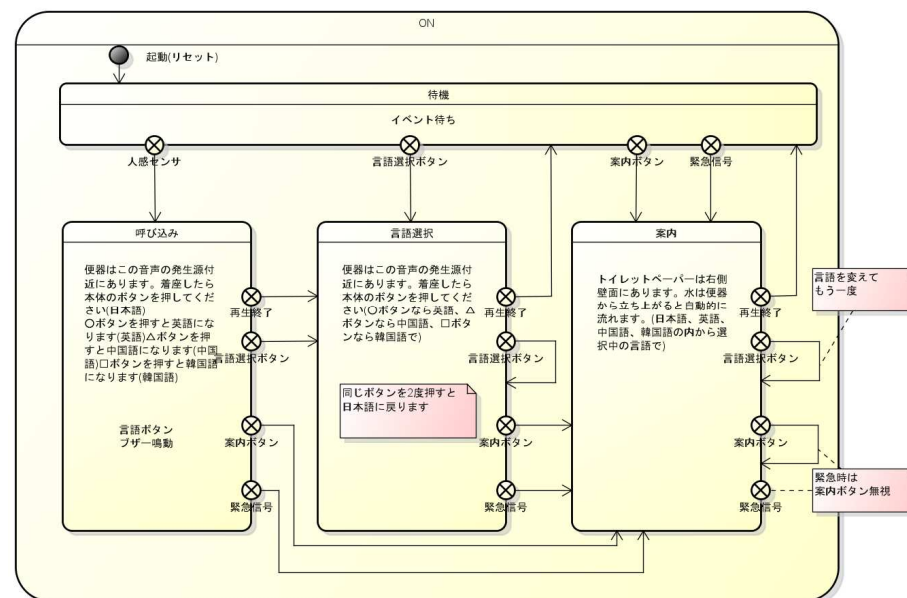 ON
起動(リセット)
待機
イベント待ち
人感センサ
言語選択ボタン
案内ボタン
緊急信号
呼び込み
便器はこの音声の発生源付
近にあります。着座したら
本体のボタンを押してくだ
さい(日本語)
〇ボタンを押すと英語にな
ります(英語)△ボタンを押
すと中国語になります(中国
語)□ボタンを押すと韓国語
になります(韓国語)
言語ボタン
ブザー鳴動
再生終了
言語選択ボタン
案内ボタン
緊急信号
言語選択
便器はこの音声の発生源付
近にあります。着座したら
本体のボタンを押してくだ
さい(〇ボタンなら英語、△
ボタンなら中国語、□ボタ
ンなら韓国語で)
同じボタンを2度押すと
日本語に戻ります
再生終了
言語選択ボタン
案内ボタン
緊急信号
案内
トイレットペーパーは右側
壁面にあります。水は便器
から立ち上がると自動的に
流れます。(日本語、英語、
中国語、韓国語の内から選
択中の言語で)
再生終了
言語選択ボタン
案内ボタン
緊急信号
言語を変えて
もう一度
緊急時は
案内ボタン無視